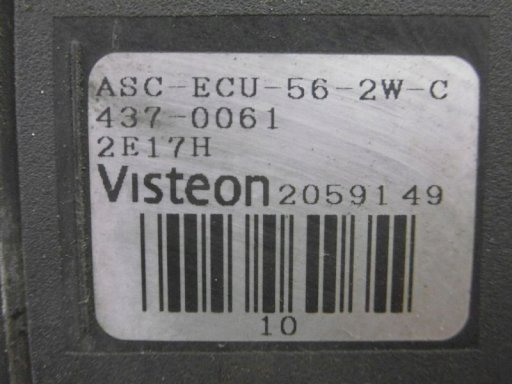 ASC-ECU-56-2W-C
437-0061
2E17H
Visteon 2059149
10